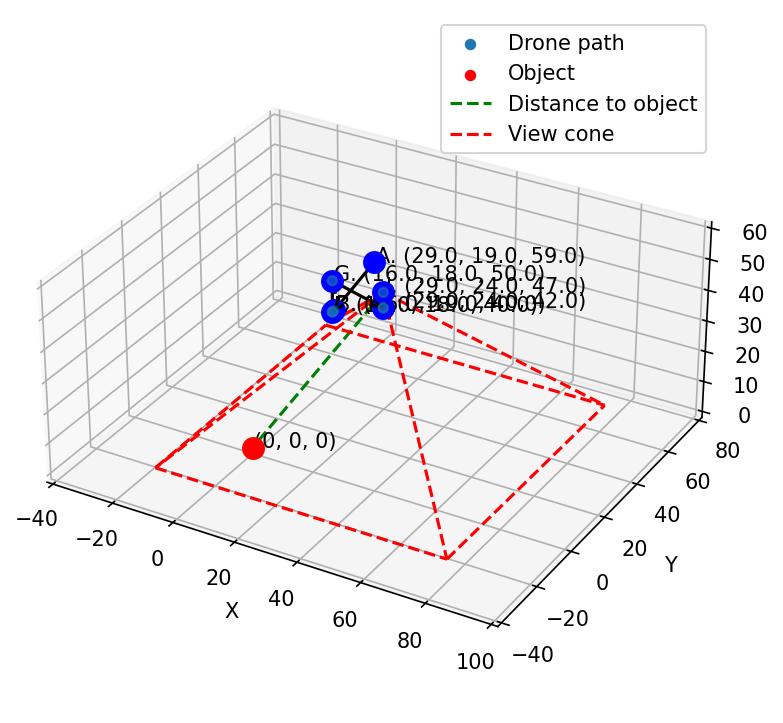 Drone path
Object
Distance to object
View cone
A. (29.0, 19.0, 59.0)
G. (16.0, 18.0, 50.0)
(29.0, 24.0, 47.0)
(0, 0, 0)
60
50
40
30
20
10
0
80
60
40
20
0
−20
−40
Y
−40
−20
0
20
40
60
80
100
X